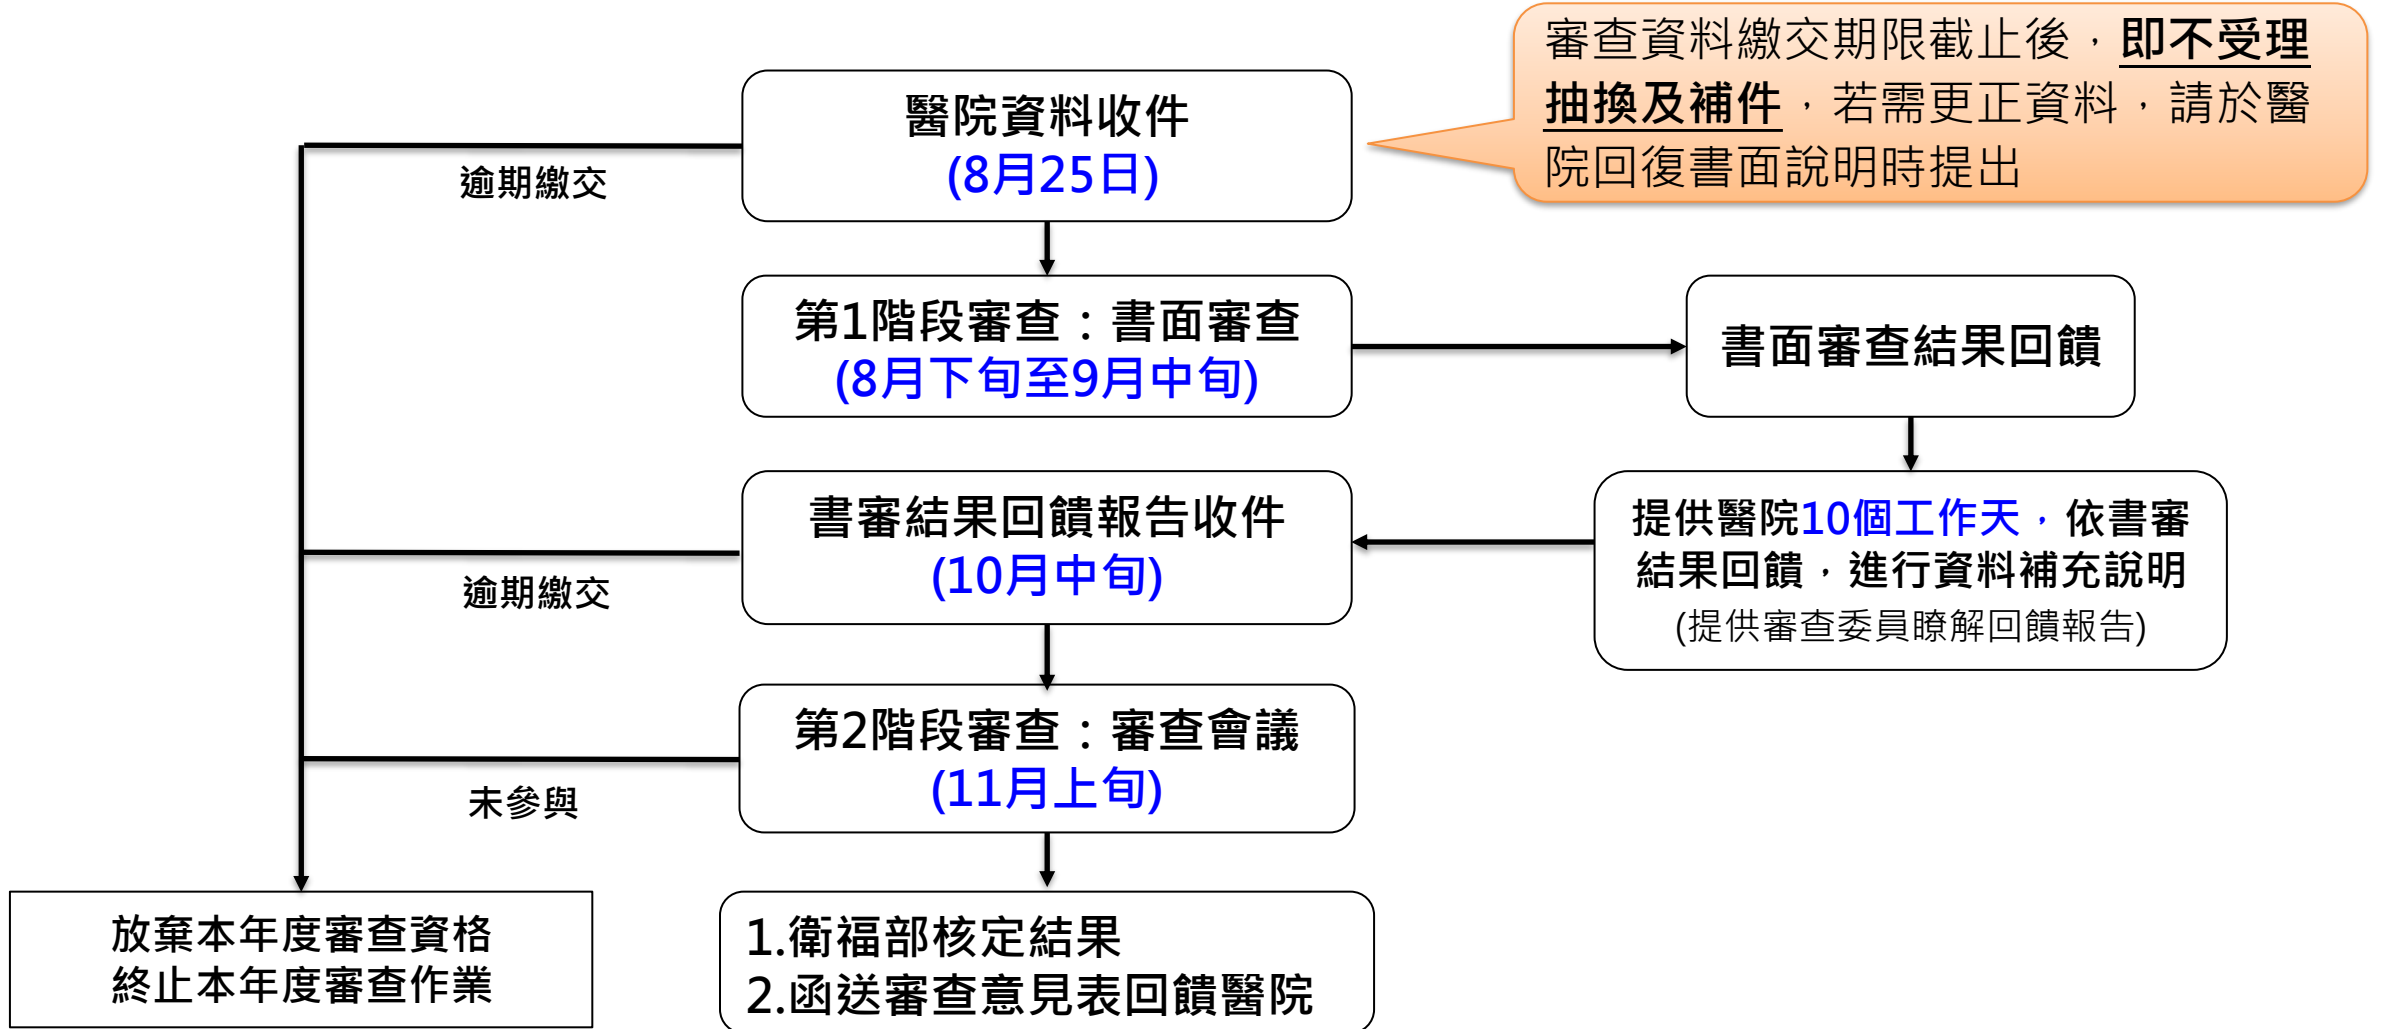 審查資料繳交期限截止後，即不受理
抽換及補件，若需更正資料，請於醫
院回復書面說明時提出
醫院資料收件
(8月25日)
逾期繳交
第1階段審查：書面審查
(8月下旬至9月中旬)
書面審查結果回饋
提供醫院10個工作天，依書審
結果回饋，進行資料補充說明
(提供審查委員瞭解回饋報告)
書審結果回饋報告收件
(10月中旬)
逾期繳交
第2階段審查：審查會議
(11月上旬)
未參與
放棄本年度審查資格
終止本年度審查作業
1.衛福部核定結果
2.函送審查意見表回饋醫院